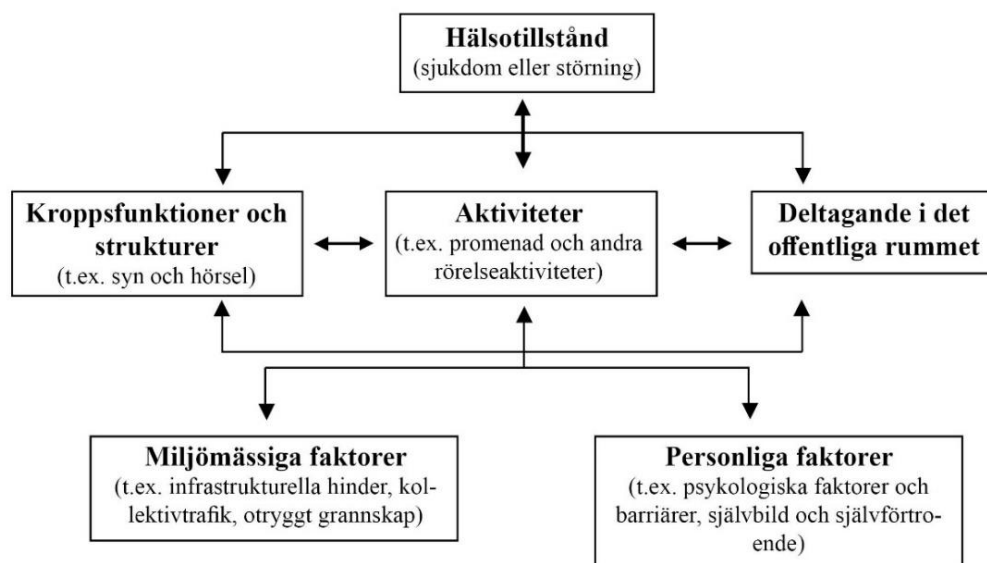 Hälsotillstånd
(sjukdom eller störning)
Kroppsfunktioner och
strukturer
(t.ex. syn och hörsel)
Aktiviteter
(t.ex. promenad och andra
rörelseaktiviteter)
Deltagande i det
offentliga rummet
Miljömässiga faktorer
(t.ex. infrastrukturella hinder, kol-
lektivtrafik, otryggt grannskap)
Personliga faktorer
(t.ex. psykologiska faktorer och
barriärer, självbild och självförtro-
ende)